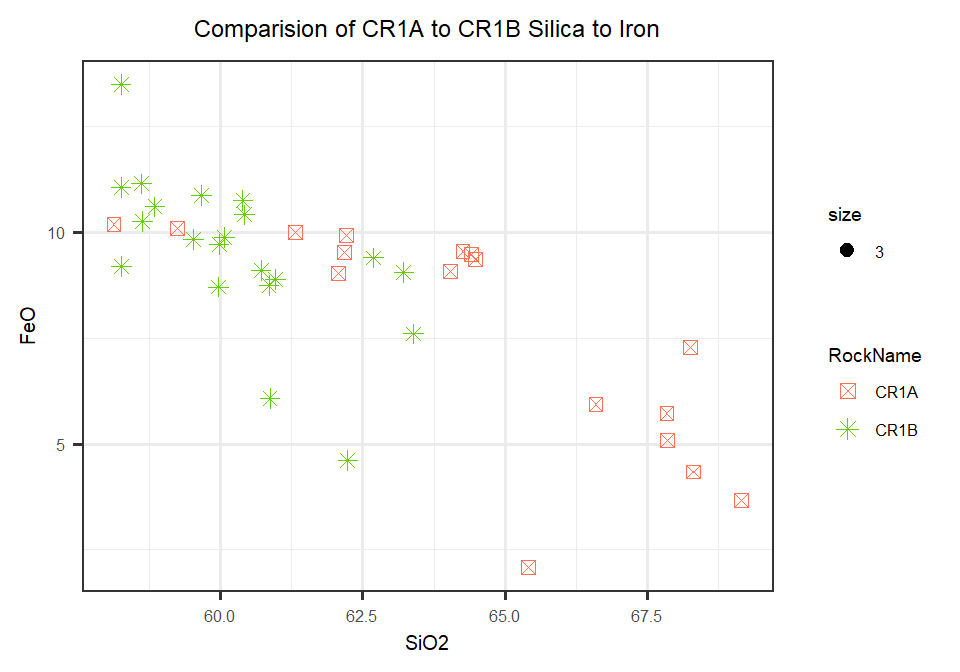 Comparision of CR1A to CR1B Silica to Iron
10
5
FeO
60.0
62.5
65.0
67.5
SiO2
size
3
RockName
CR1A
CR1B